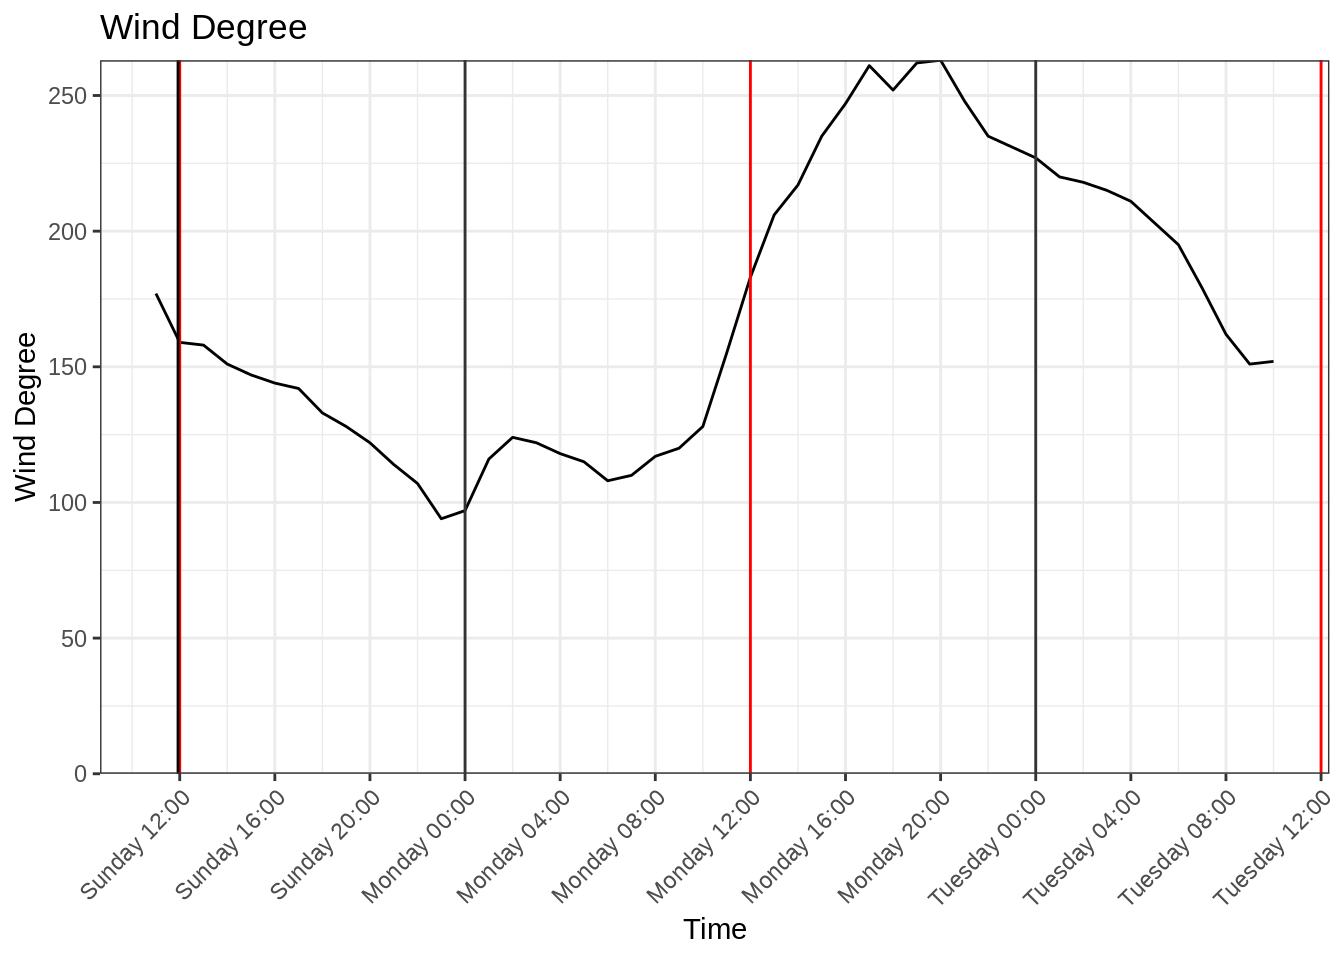 Wind Degree
Wind Degree
250
200
150
100
50
0
Sunday 12:00
Sunday 16:00
Sunday 20:00
Monday 00:00
Monday 04:00
Monday 08:00
Monday 12:00
Monday 16:00
Monday 20:00
Tuesday 00:00
Tuesday 04:00
Tuesday 08:00
Tuesday 12:00
Time